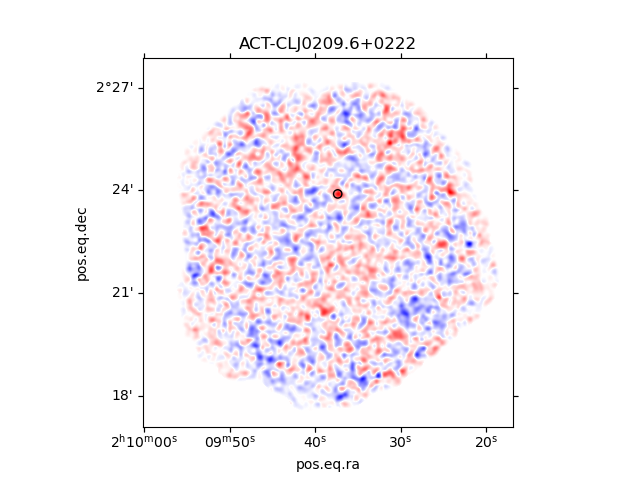 ACT-CLJ0209.6+0222
2°27'
24'
21'
18'
pos.eq.dec
2ʰ10ᵐ00ˢ 09ᵐ50ˢ 40ˢ 30ˢ 20ˢ
pos.eq.ra